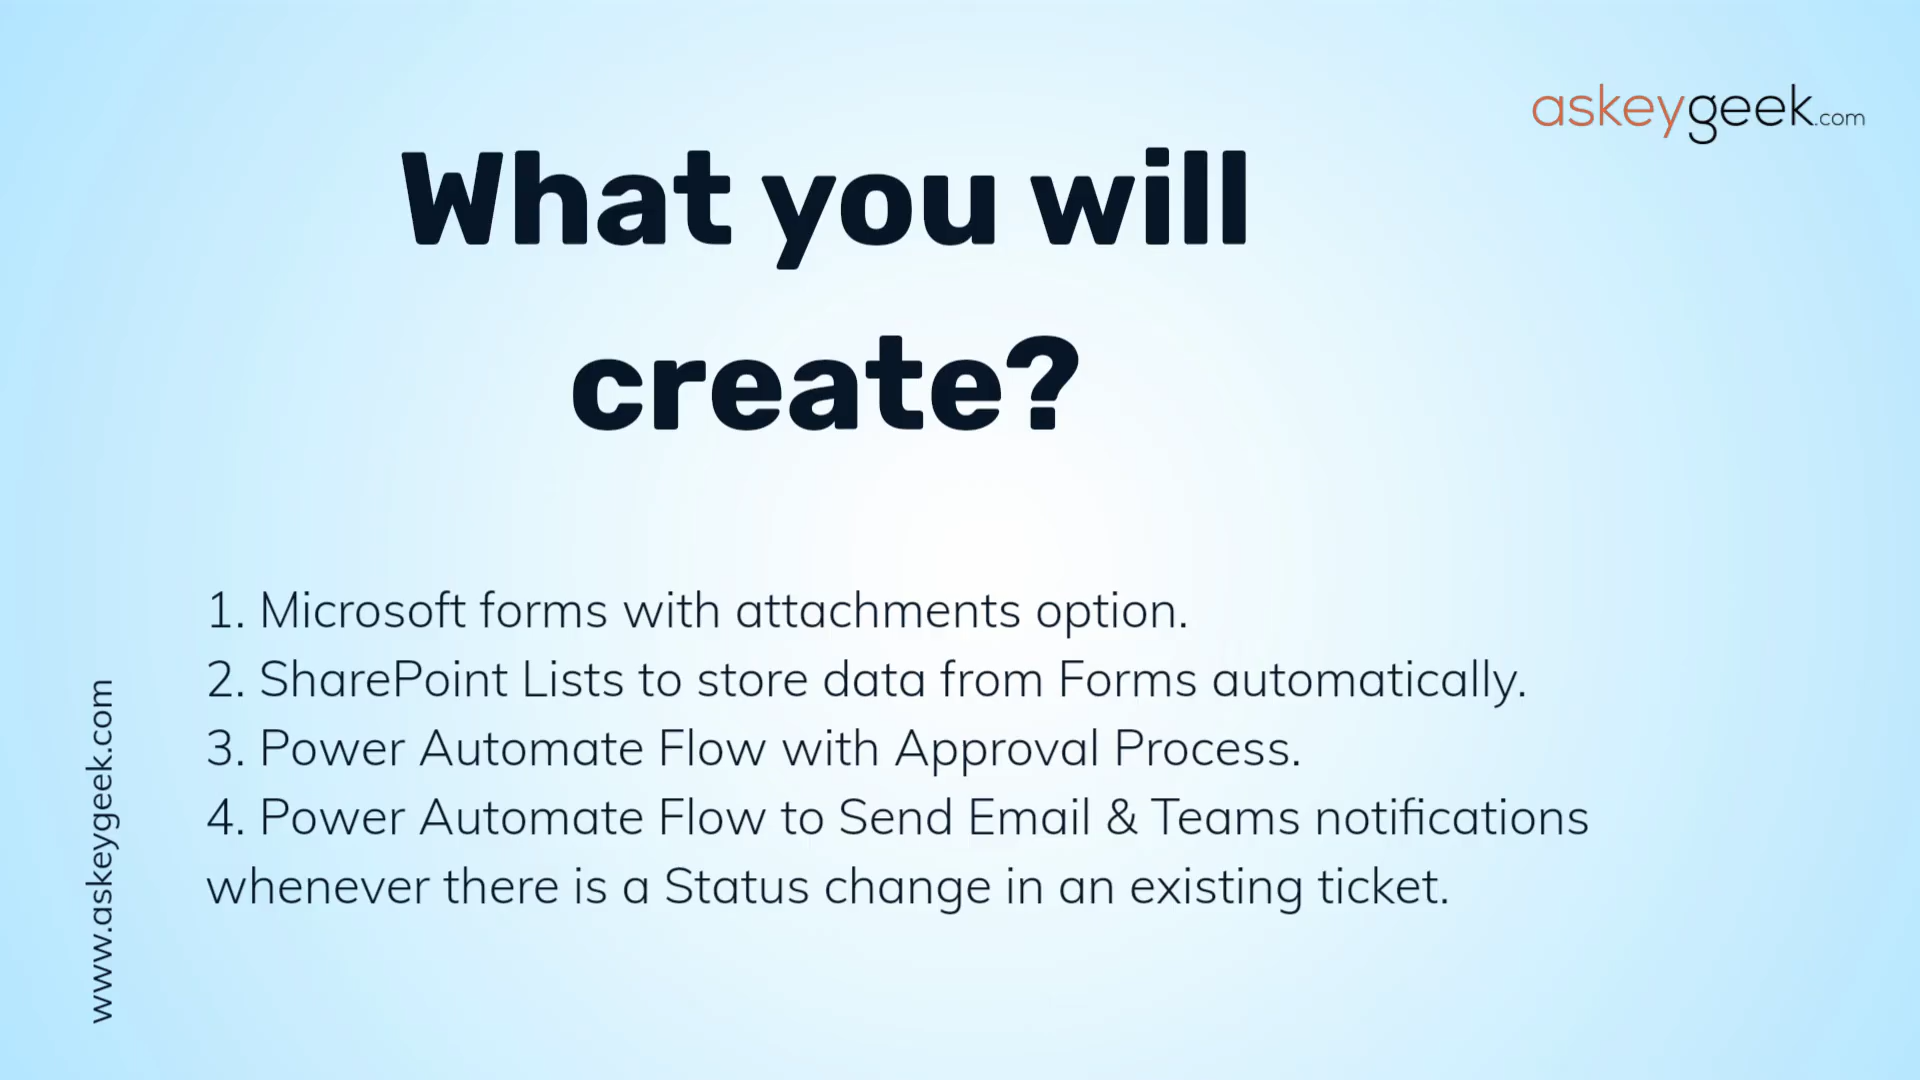 askeygeek.com
What you will
create?
1. Microsoft forms with attachments option.
2. SharePoint Lists to store data from Forms automatically.
3. Power Automate Flow with Approval Process.
4. Power Automate Flow to Send Email & Teams notifications
whenever there is a Status change in an existing ticket.
www.askeygeek.com